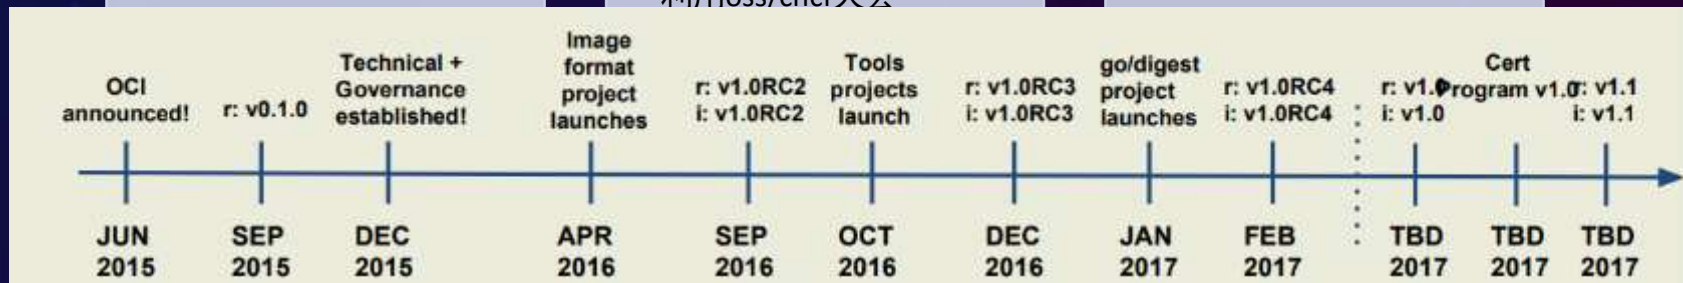 OCI
announced!
r: v0.1.0
Technical +
Governance
established!
Image
format
project
launches
r: v1.0RC2
i: v1.0RC2
Tools
projects
launch
r: v1.0RC3
i: v1.0RC3
go/digest
project
launches
r: v1.0RC4
i: v1.0RC4
r: v1.0
i: v1.0
Cert
Program v1.0
r: v1.1
i: v1.1
JUN
2015
SEP
2015
DEC
2015
APR
2016
SEP
2016
OCT
2016
DEC
2016
JAN
2017
FEB
2017
TBD
2017
TBD
2017
TBD
2017